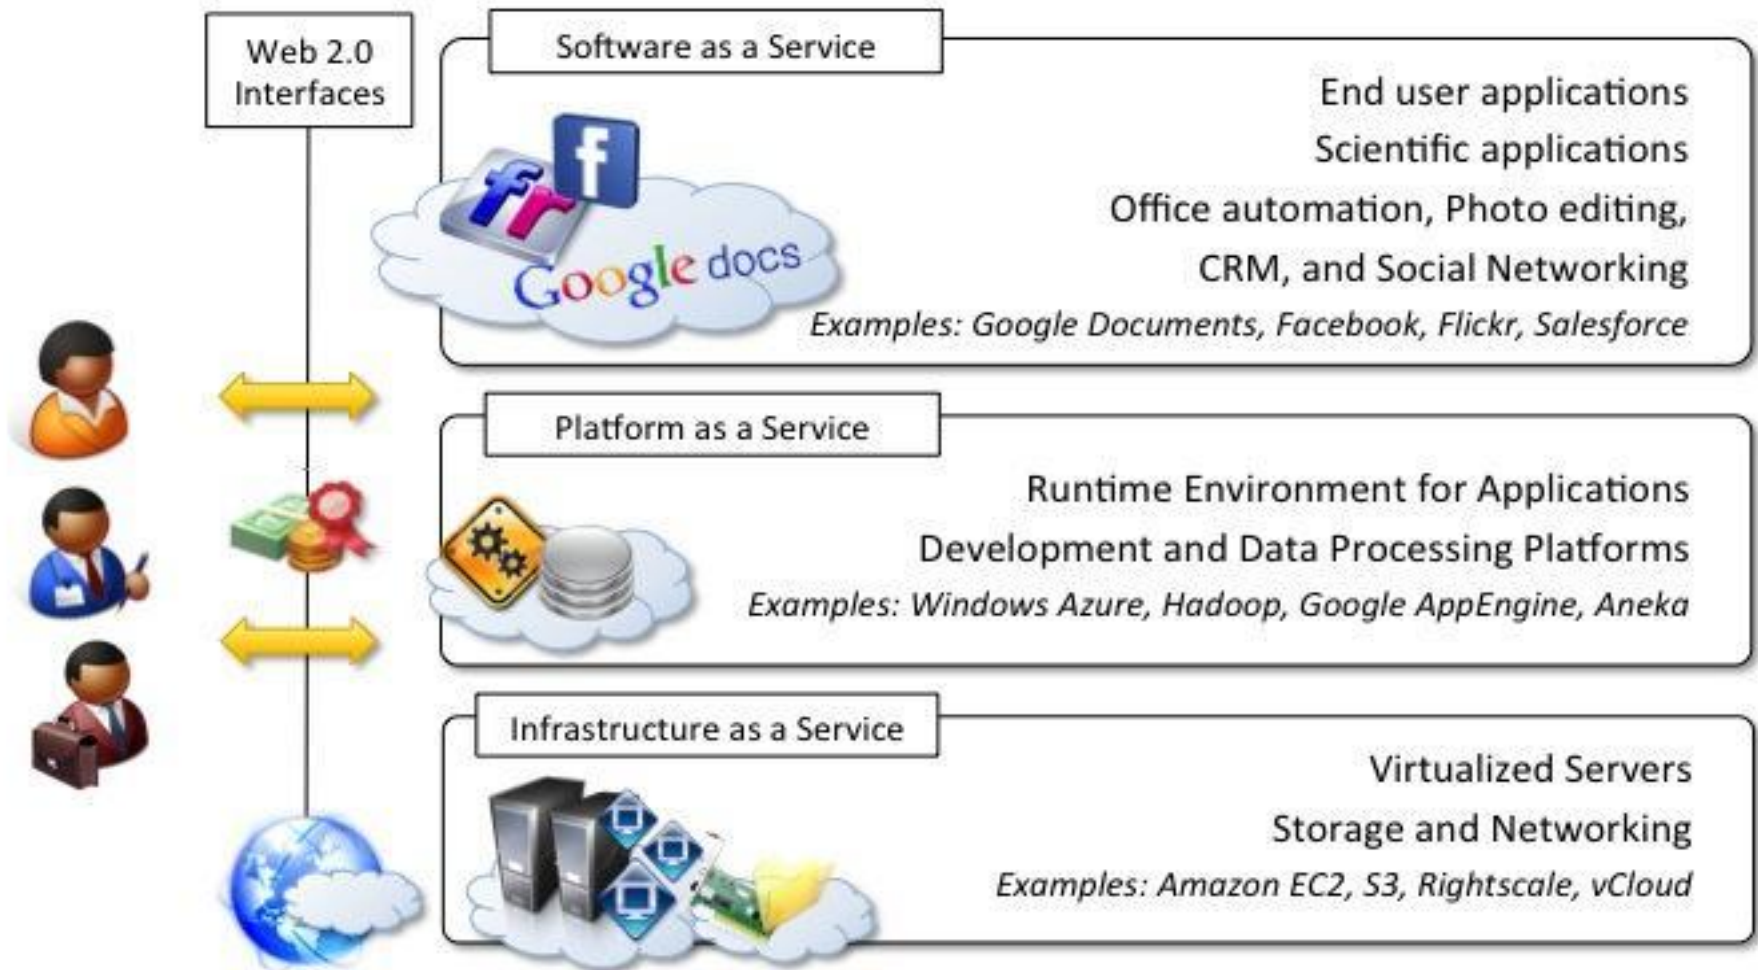 Web 2.0
Interfaces
Software as a Service
End user applications
Scientific applications
Office automation, Photo editing,
CRM, and Social Networking
Examples: Google Documents, Facebook, Flickr, Salesforce
f
fr
Google docs
Platform as a Service
Runtime Environment for Applications
Development and Data Processing Platforms
Examples: Windows Azure, Hadoop, Google AppEngine, Aneka
Infrastructure as a Service
Virtualized Servers
Storage and Networking
Examples: Amazon EC2, S3, Rightscale, vCloud